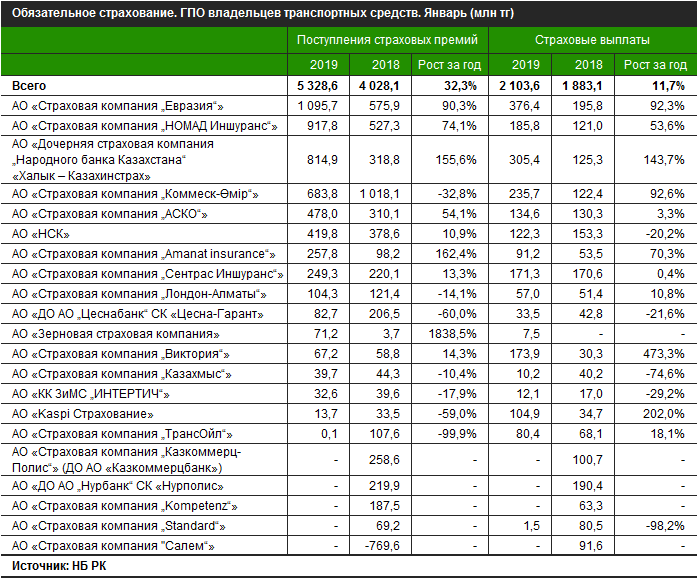 Обязательное страхование. ГПО владельцев транспортных средств. Январь (млн тг)
Поступления страховых премий Страховые выплаты
2019 2018 Рост за год 2019 2018 Рост за год
Всего 5 328,6 4 028,1 32,3% 2 103,6 1 883,1 11,7%
АО «Страховая компания „Евразия“» 1 095,7 575,9 90,3% 376,4 195,8 92,3%
АО «Страховая компания „НОМАД Иншуранс“» 917,8 527,3 74,1% 185,8 121,0 53,6%
АО «Дочерняя страховая компания
„Народного банка Казахстана“ 814,9 318,8 155,6% 305,4 125,3 143,7%
«Халык – Казахинстрах»
АО «Страховая компания „Коммеск-Өмір“» 683,8 1 018,1 -32,8% 235,7 122,4 92,6%
АО «Страховая компания „АСКО“» 478,0 310,1 54,1% 134,6 130,3 3,3%
АО «НСК» 419,8 378,6 10,9% 122,3 153,3 -20,2%
АО «Страховая компания „Amanat insurance“» 257,8 98,2 162,4% 91,2 53,5 70,3%
АО «Страховая компания „Сентрас Иншуранс“» 249,3 220,1 13,3% 171,3 170,6 0,4%
АО «Страховая компания „Лондон-Алматы“» 104,3 121,4 -14,1% 57,0 51,4 10,8%
АО «ДО АО „Цеснабанк“ СК «Цесна-Гарант» 82,7 206,5 -60,0% 33,5 42,8 -21,6%
АО «Зерновая страховая компания» 71,2 3,7 1838,5% 7,5 - -
АО «Страховая компания „Виктория“» 67,2 58,8 14,3% 173,9 30,3 473,3%
АО «Страховая компания „Казахмыс“» 39,7 44,3 -10,4% 10,2 40,2 -74,6%
АО «КК ЗиМС „ИНТЕРТИЧ“» 32,6 39,6 -17,9% 12,1 17,0 -29,2%
АО «Kaspi Страхование» 13,7 33,5 -59,0% 104,9 34,7 202,0%
АО «Страховая компания „ТрансОйл“» 0,1 107,6 -99,9% 80,4 68,1 18,1%
АО «Страховая компания „Казкоммерц-
Полис“» (ДО АО «Казкоммерцбанк») - 258,6 - - 100,7 -
АО «ДО АО „Нурбанк“ СК «Нурполис» - 219,9 - - 190,4 -
АО «Страховая компания „Kompetenz“» - 187,5 - - 63,3 -
АО «Страховая компания „Standard“» - 69,2 - 1,5 80,5 -98,2%
АО «Страховая компания "Салем“» - -769,6 - - 91,6 -
Источник: НБ РК